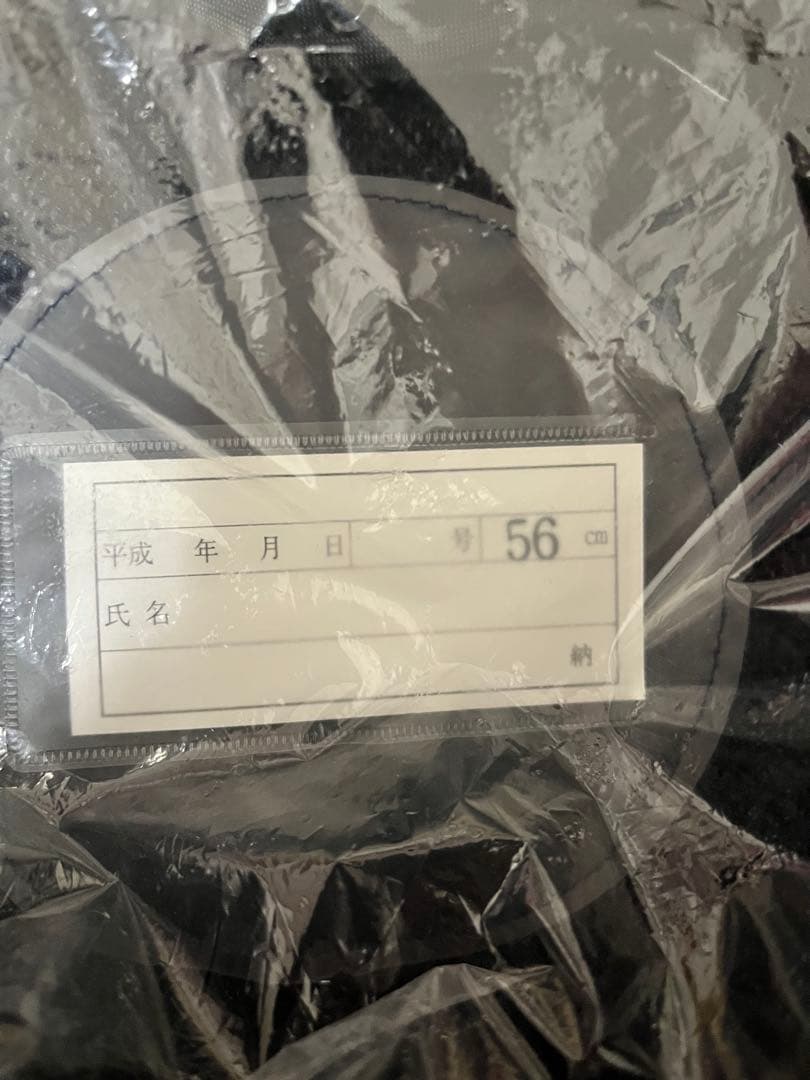 平成 年 月 日 号 56 cm
氏名
納